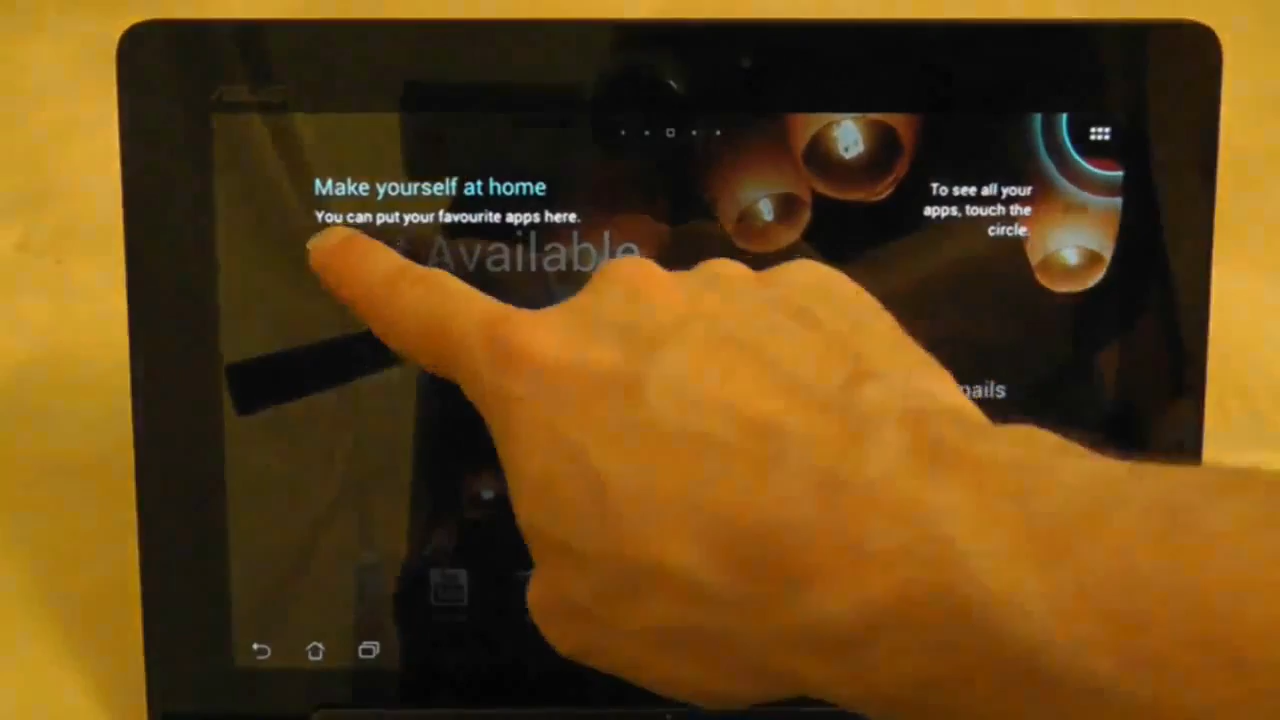 ASUS
Make yourself at home
You can put your favourite apps here.
To see all your
apps, touch the
circle.
Available